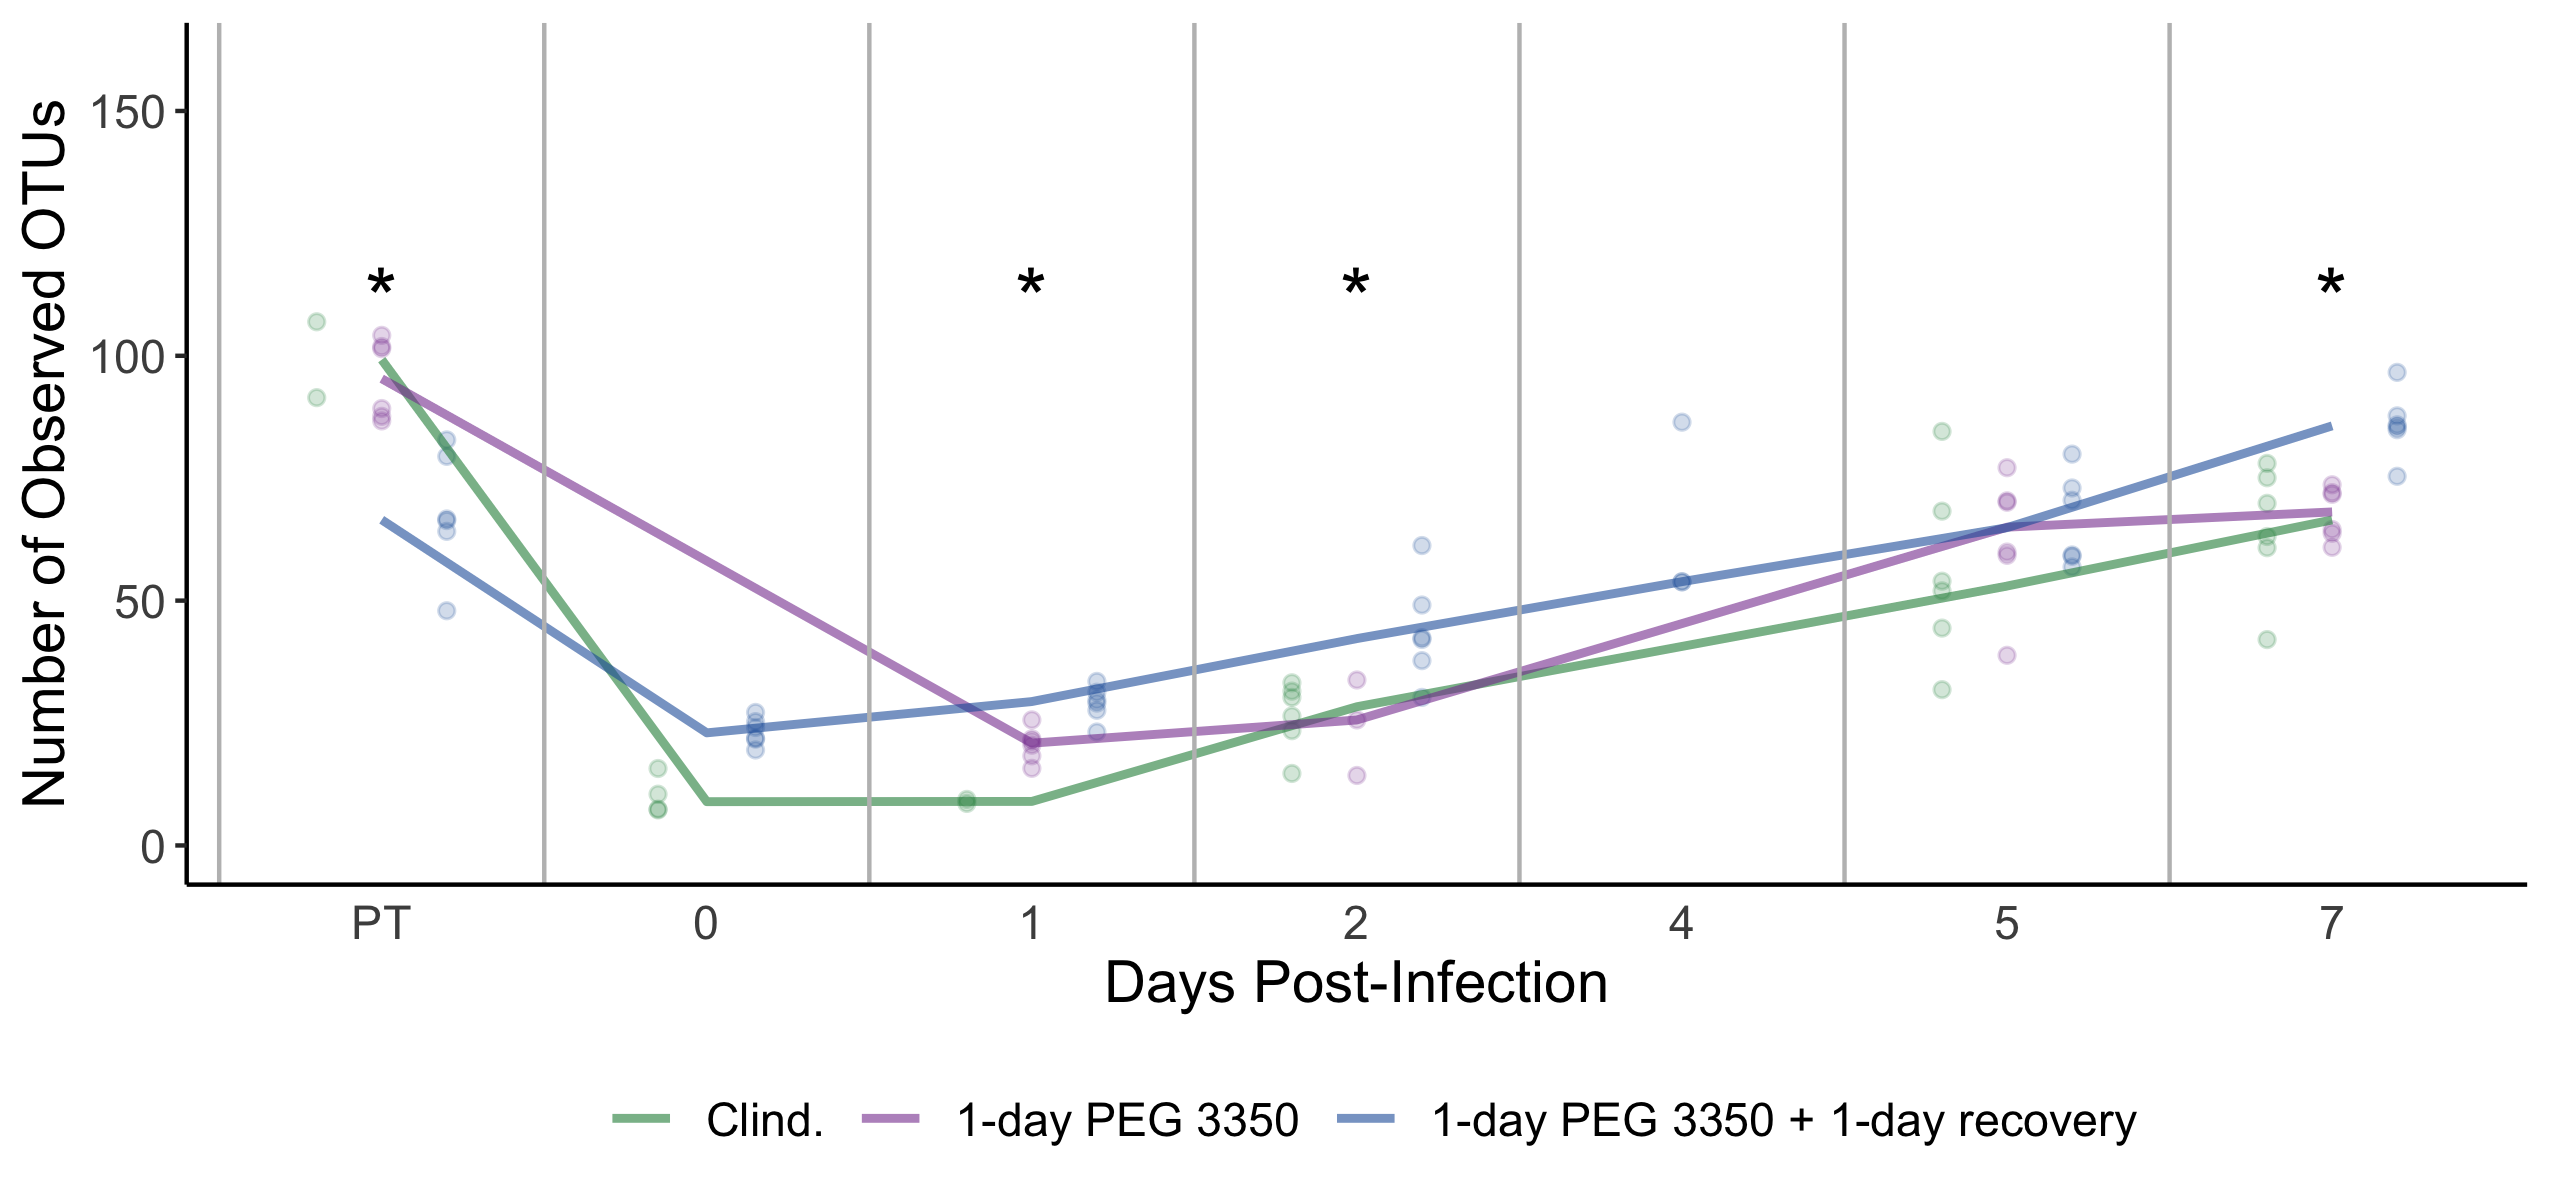 Number of Observed OTUs
150
100
50
0
* * * *
PT 0 1 2 4 5 7
Days Post-Infection
Clind. 1-day PEG 3350 1-day PEG 3350 + 1-day recovery